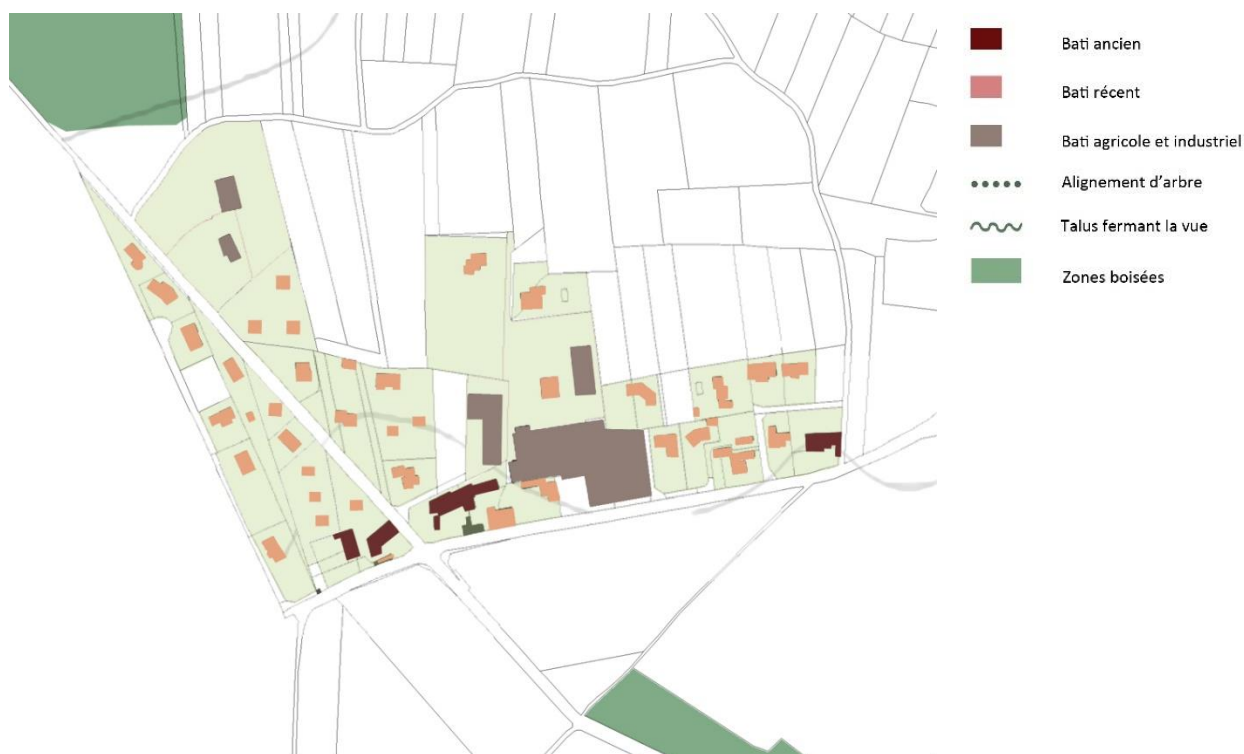 Bati ancien
Bati récent
Bati agricole et industriel
Alignement d'arbre
Talus fermant la vue
Zones boisées